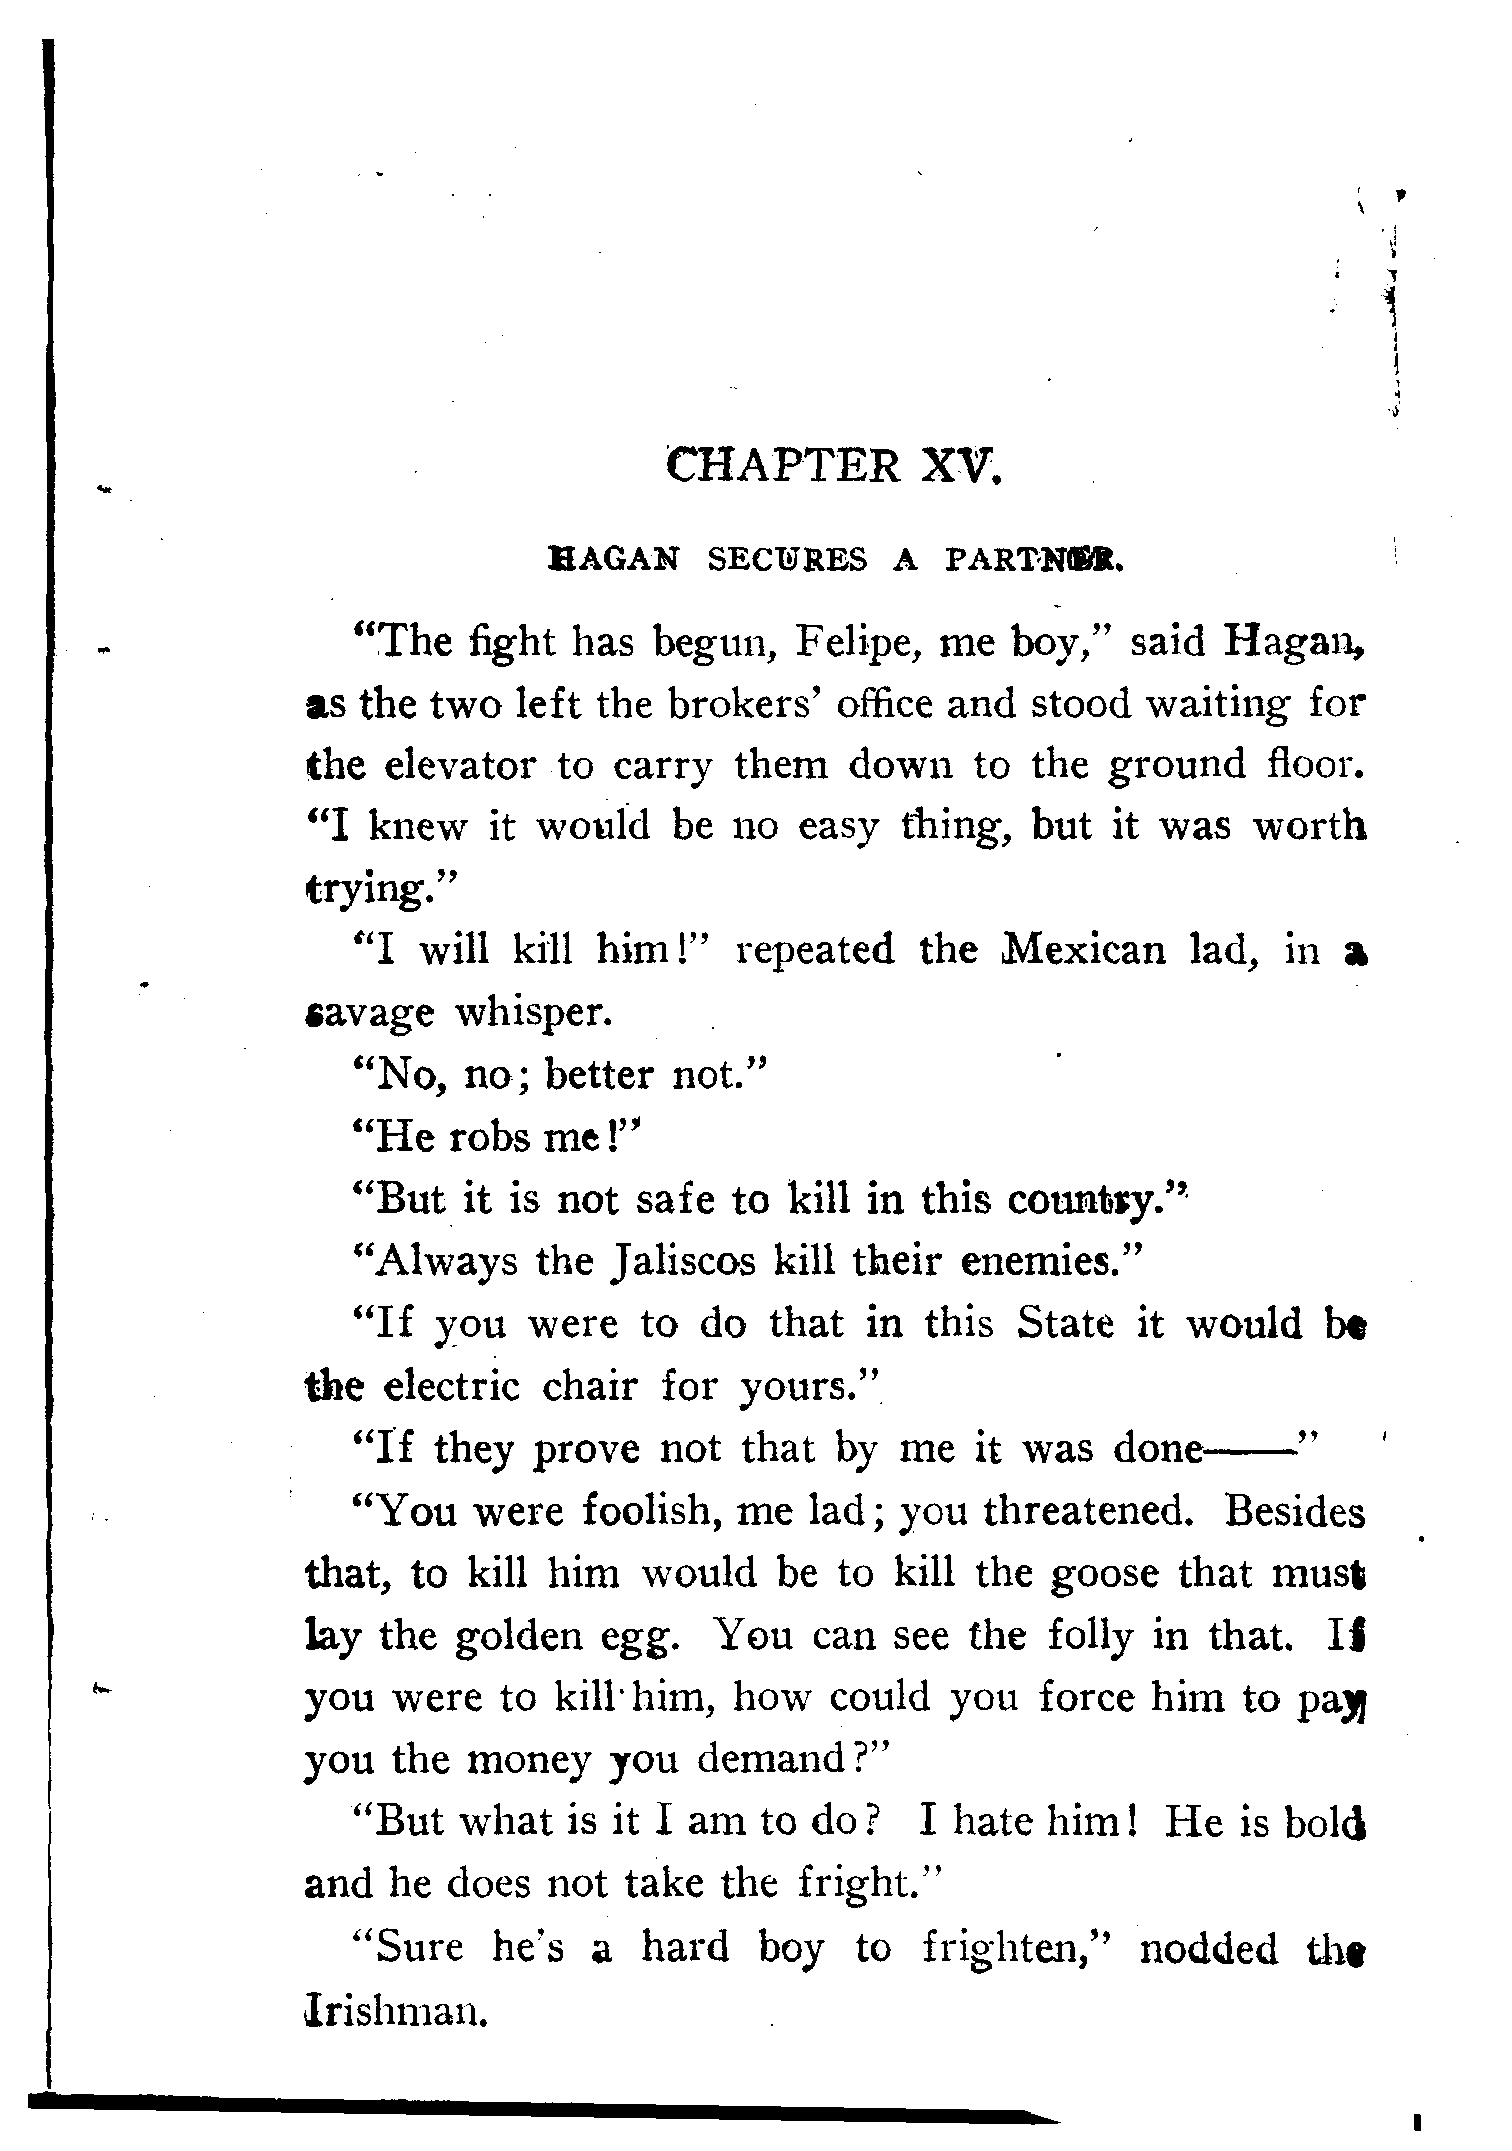 CHAPTER XV.
HAGAN SECURES A PARTNER.
“The fight has begun, Felipe, me boy,” said Hagan,
as the two left the brokers’ office and stood waiting for
the elevator to carry them down to the ground floor.
“I knew it would be no easy thing, but it was worth
trying.”
“I will kill him!” repeated the Mexican lad, in a
savage whisper.
“No, no; better not.”
“He robs me!”
“But it is not safe to kill in this country.”
“Always the Jaliscos kill their enemies.”
“If you were to do that in this State it would be
the electric chair for yours.”
“If they prove not that by me it was done——”
“You were foolish, me lad; you threatened. Besides
that, to kill him would be to kill the goose that must
lay the golden egg. You can see the folly in that. If
you were to kill him, how could you force him to pay
you the money you demand?”
“But what is it I am to do? I hate him! He is bold
and he does not take the fright.”
“Sure he’s a hard boy to frighten,” nodded the
Irishman.